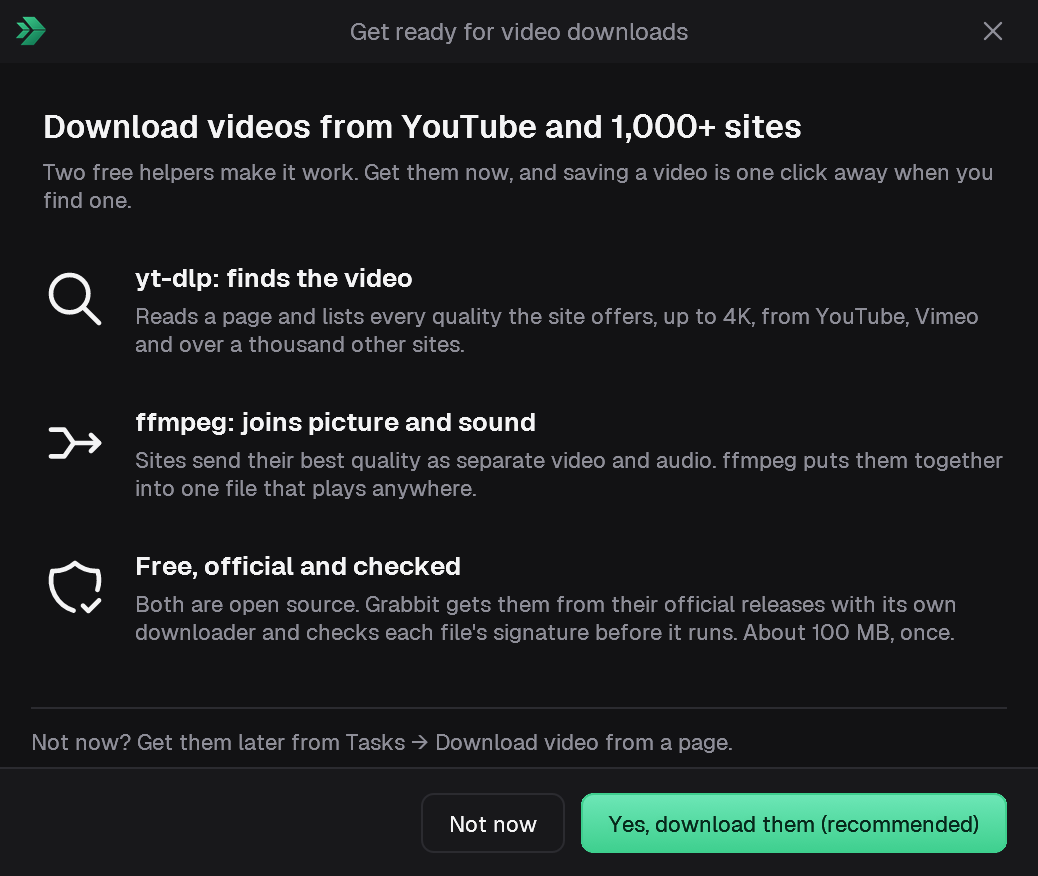 Get ready for video downloads
Download videos from YouTube and 1,000+ sites
Two free helpers make it work. Get them now, and saving a video is one click away when you
find one.
yt-dlp: finds the video
Reads a page and lists every quality the site offers, up to 4K, from YouTube, Vimeo
and over a thousand other sites.
ffmpeg: joins picture and sound
Sites send their best quality as separate video and audio. ffmpeg puts them together
into one file that plays anywhere.
Free, official and checked
Both are open source. Grabbit gets them from their official releases with its own
downloader and checks each file's signature before it runs. About 100 MB, once.
Not now? Get them later from Tasks → Download video from a page.
Not now
Yes, download them (recommended)